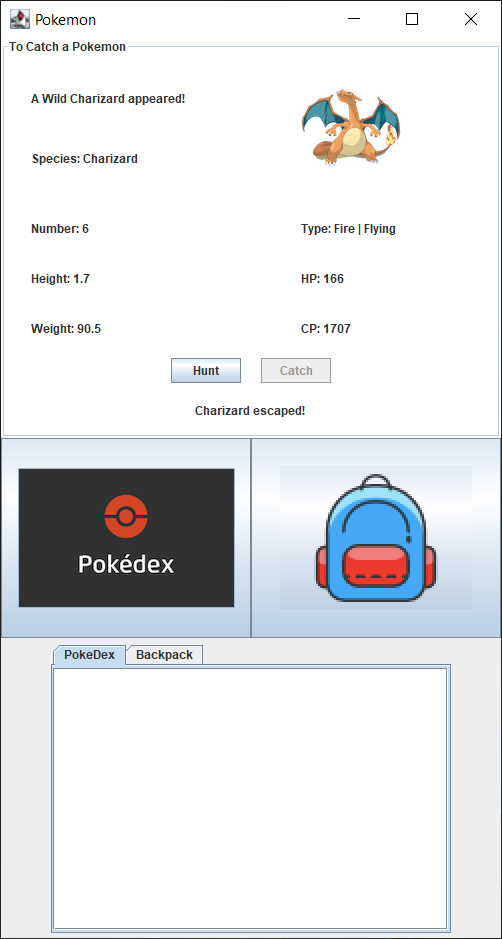 Pokemon
To Catch a Pokemon
A Wild Charizard appeared!
Species: Charizard
Number: 6
Type: Fire | Flying
Height: 1.7
HP: 166
Weight: 90.5
CP: 1707
Hunt
Catch
Charizard escaped!
Pokédex
PokeDex
Backpack